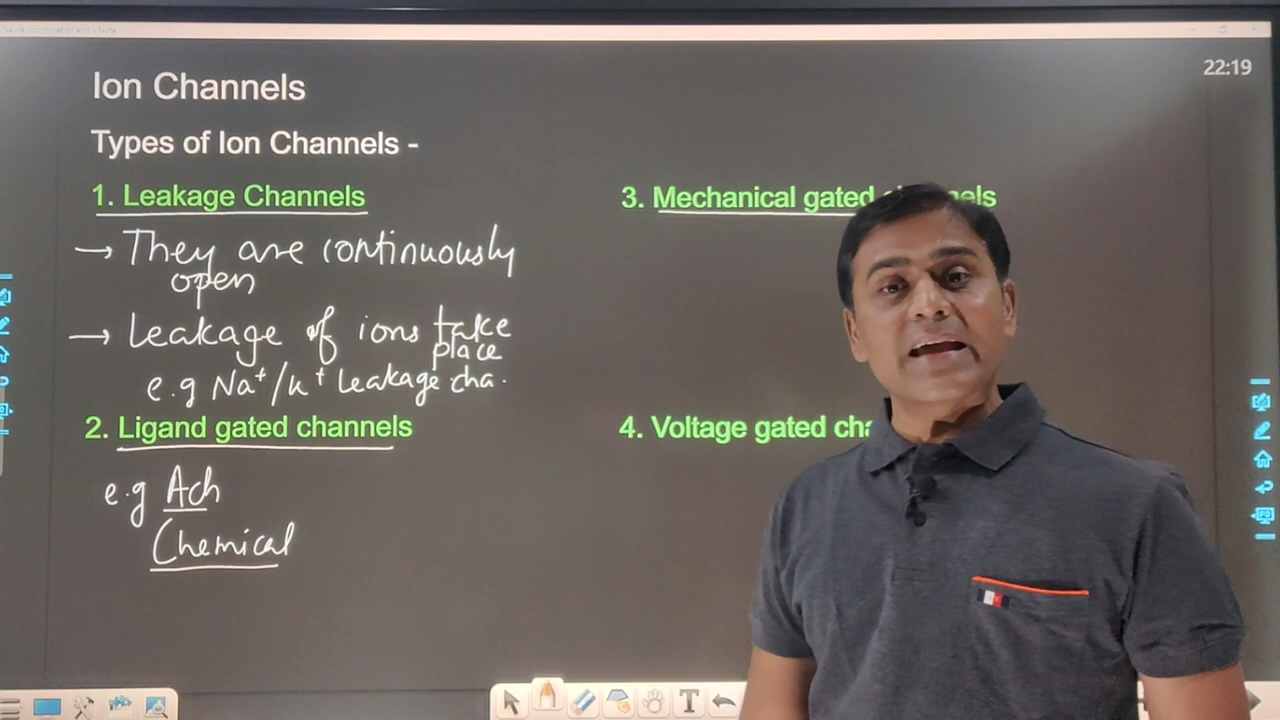 22:19
Ion Channels
Types of Ion Channels -
1. Leakage Channels
→ They are continuously
open
→ Leakage of ions take
place
e.g Na⁺/K⁺ Leakage cha.
2. Ligand gated channels
e.g Ach
Chemical
3. Mechanical gated
4. Voltage gated
T